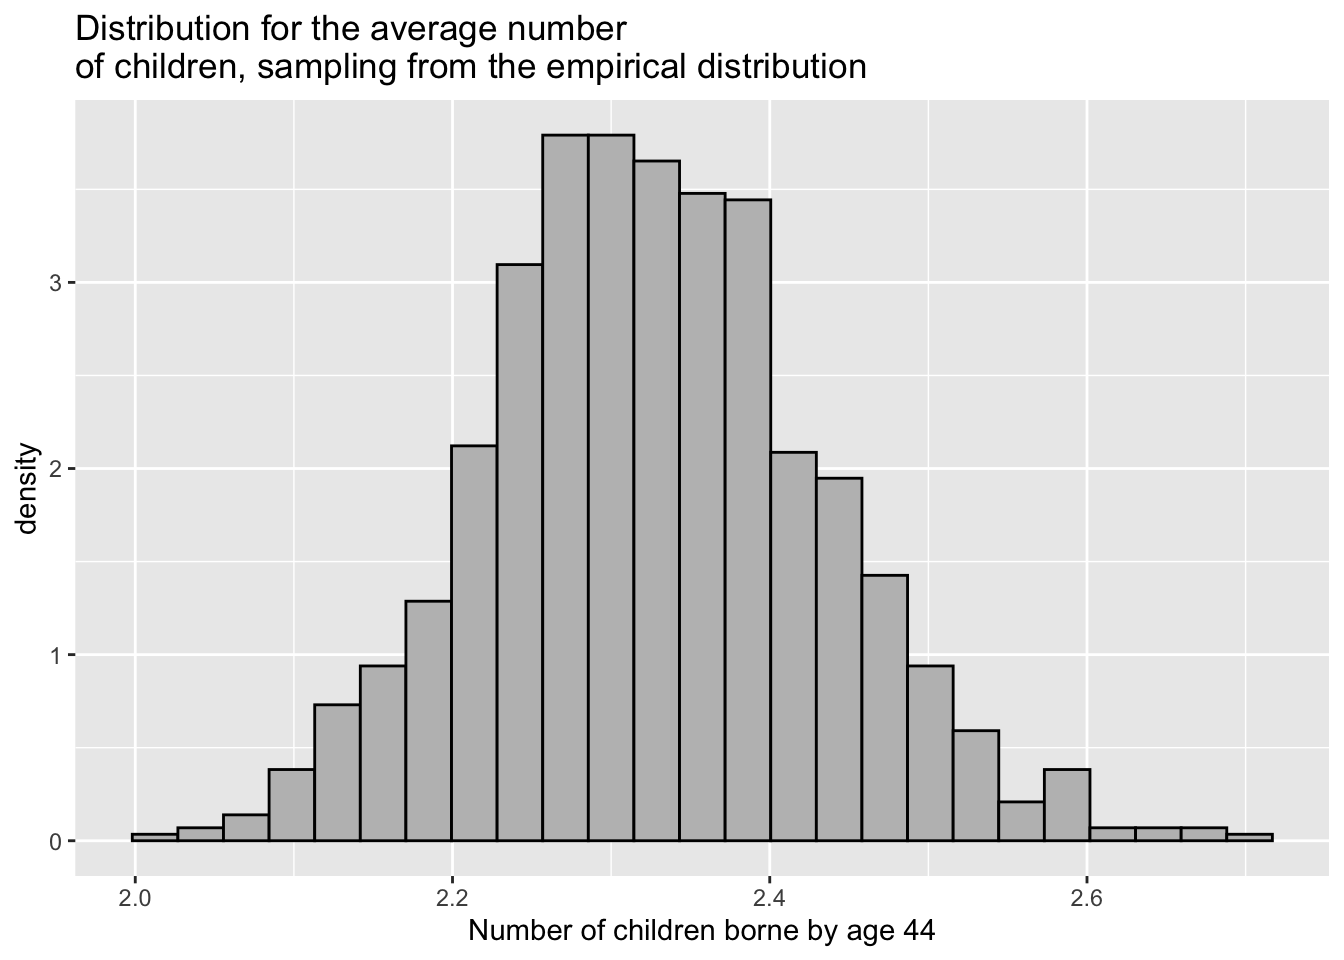 Distribution for the average number
of children, sampling from the empirical distribution
density
3
2
1
0
2.0 2.2 2.4 2.6
Number of children borne by age 44